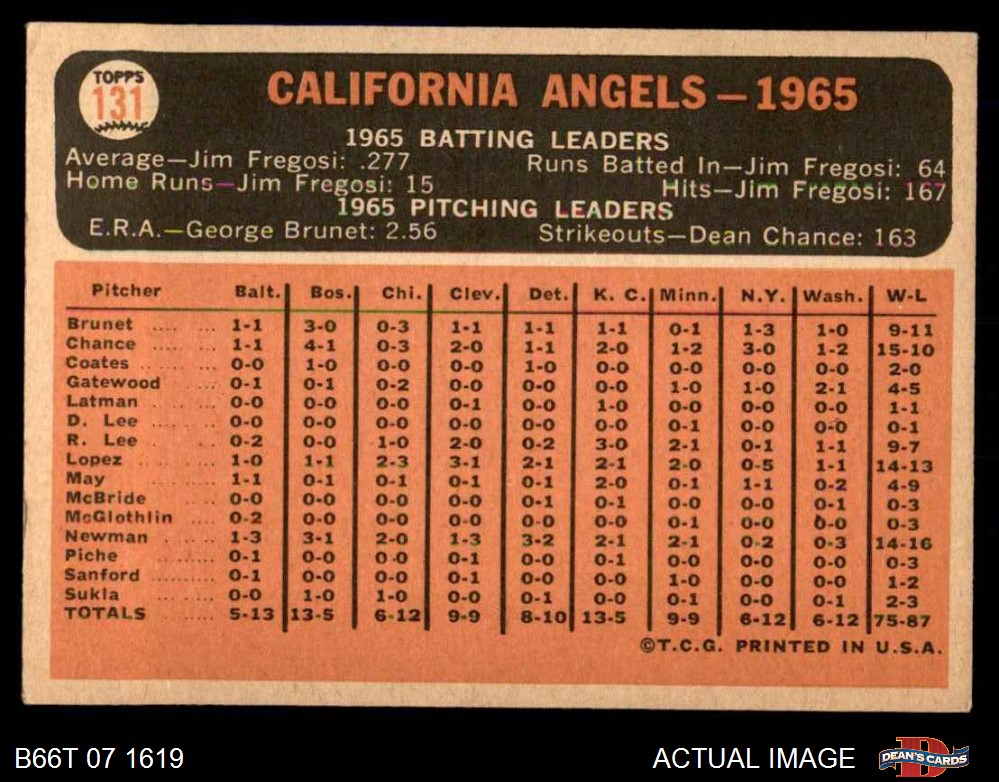 TOPPS
131
CALIFORNIA ANGELS — 1965
1965 BATTING LEADERS
Average—Jim Fregosi: .277 Runs Batted In—Jim Fregosi: 64
Home Runs—Jim Fregosi: 15 Hits—Jim Fregosi: 167
1965 PITCHING LEADERS
E.R.A.—George Brunet: 2.56 Strikeouts—Dean Chance: 163
Pitcher Balt. Bos. Chi. Clev. Det. K. C. Minn. N.Y. Wash. W-L
Brunet .... ... 1-1 3-0 0-3 1-1 1-1 1-1 0-1 1-3 1-0 9-11
Chance .... ... 1-1 4-1 0-3 2-0 1-1 2-0 1-2 3-0 1-2 15-10
Coates .... ... 0-0 1-0 0-0 0-0 1-0 0-0 0-0 0-0 0-0 2-0
Gatewood ... 0-1 0-1 0-2 0-0 0-0 0-0 1-0 1-0 2-1 4-5
Latman .... ... 0-0 0-0 0-0 0-1 0-0 1-0 0-0 0-0 0-0 1-1
D. Lee .... ... 0-0 0-0 0-0 0-0 0-0 0-0 0-1 0-0 0-0 0-1
R. Lee .... ... 0-2 0-0 1-0 2-0 0-2 3-0 2-1 0-1 1-1 9-7
Lopez .... ... 1-0 1-1 2-3 3-1 2-1 2-1 2-0 0-5 1-1 14-13
May .... ... 1-1 0-1 0-1 0-1 0-1 2-0 0-1 1-1 0-2 4-9
McBride .... 0-0 0-0 0-0 0-0 0-1 0-1 0-0 0-0 0-1 0-3
McGlothlin .... 0-2 0-0 0-0 0-0 0-0 0-0 0-1 0-0 0-0 0-3
Newman .... ... 1-3 3-1 2-0 1-3 3-2 2-1 2-1 0-2 0-3 14-16
Piche .... ... 0-1 0-0 0-0 0-1 0-0 0-1 0-0 0-0 0-0 0-3
Sanford .... ... 0-1 0-0 0-0 0-1 0-0 0-0 1-0 0-0 0-0 1-2
Sukla .... ... 0-0 1-0 1-0 0-0 0-1 0-0 0-1 0-0 0-1 2-3
TOTALS .... ... 5-13 13-5 6-12 9-9 8-10 13-5 9-9 6-12 6-12 75-87
©T.C.G. PRINTED IN U.S.A.
B66T 07 1619 ACTUAL IMAGE DEAN'S CARDS